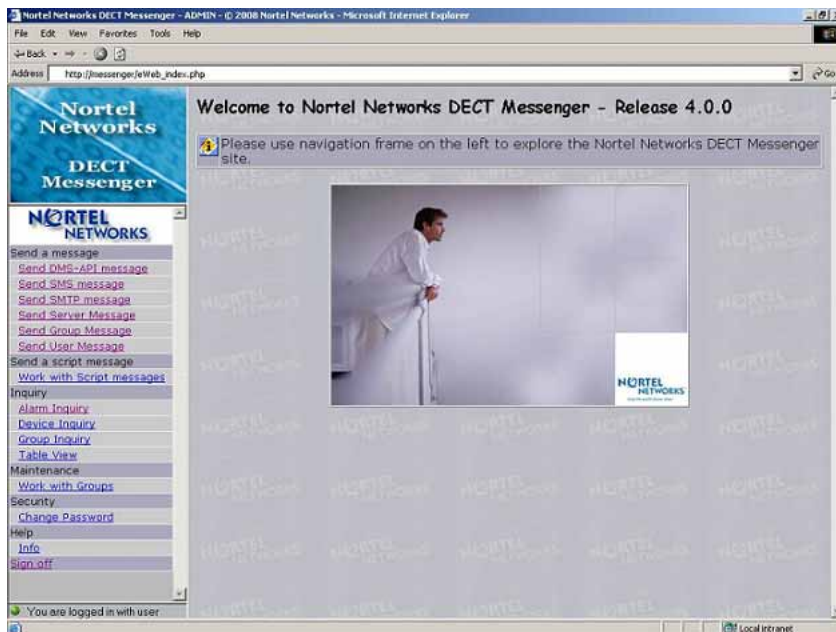 Nortel Networks DECT Messenger - ADMIN - © 2008 Nortel Networks - Microsoft Internet Explorer
File Edit View Favorites Tools Help
Back
Address http://messenger/eWeb_index.php Go
Nortel
Networks
DECT
Messenger
NORTEL
NETWORKS
Send a message
Send DMS-API message
Send SMS message
Send SMTP message
Send Server Message
Send Group Message
Send User Message
Send a script message
Work with Script messages
Inquiry
Alarm Inquiry
Device Inquiry
Group Inquiry
Table View
Maintenance
Work with Groups
Security
Change Password
Help
Info
Sign off
Welcome to Nortel Networks DECT Messenger - Release 4.0.0
Please use navigation frame on the left to explore the Nortel Networks DECT Messenger
site.
NORTEL
NETWORKS
You are logged in with user
Local intranet